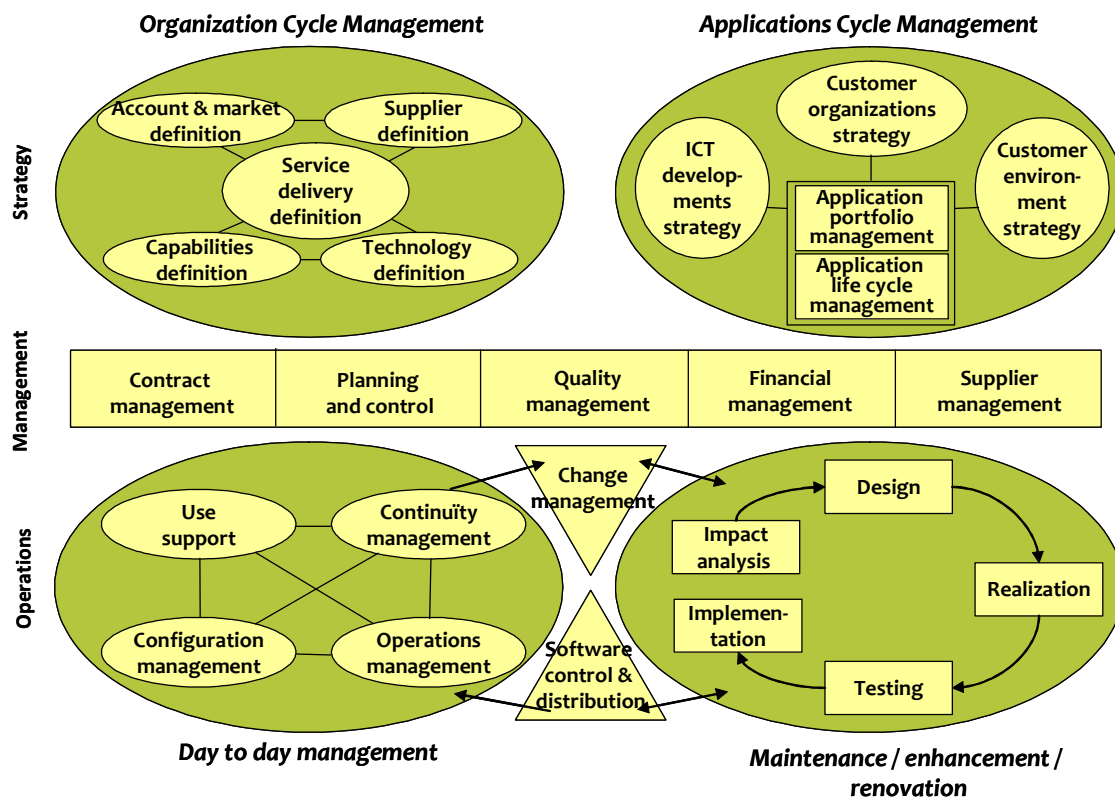 Organization Cycle Management
Applications Cycle Management
Strategy
Account & market
definition
Supplier
definition
Service
delivery
definition
Capabilities
definition
Technology
definition
Customer
organizations
strategy
ICT
develop-
ments
strategy
Customer
environ-
ment
strategy
Application
portfolio
management
Application
life cycle
management
Management
Contract
management
Planning
and control
Quality
management
Financial
management
Supplier
management
Operations
Use
support
Continuïty
management
Configuration
management
Operations
management
Change
management
Software
control &
distribution
Design
Impact
analysis
Realization
Implemen-
tation
Testing
Day to day management
Maintenance / enhancement /
renovation